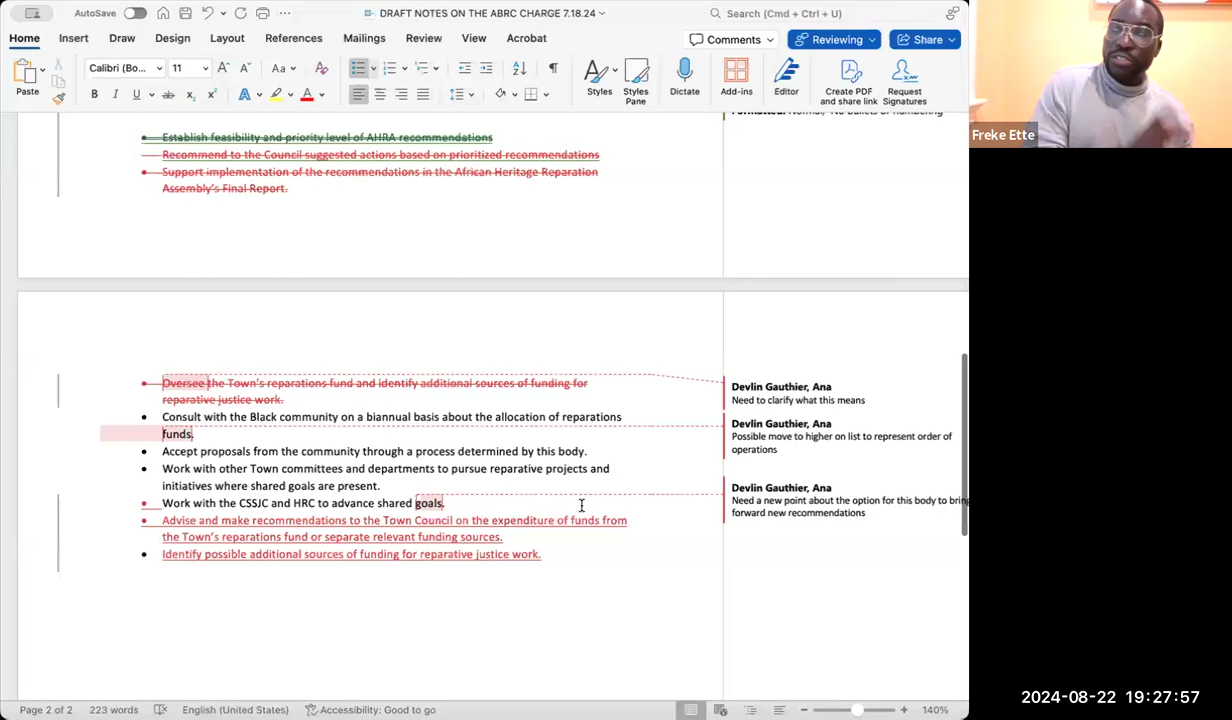 AutoSave
DRAFT NOTES ON THE ABRC CHARGE 7.18.24
Search (Cmd + Ctrl + U)
Home Insert Draw Design Layout References Mailings Review View Acrobat Comments Reviewing Share
Calibri (Bo... 11
Paste
Styles
Styles Pane
Dictate
Add-ins
Editor
Create PDF and share link
Request Signatures
Formatted: Normal, No bullets or numbering
Freke Ette
Establish feasibility and priority level of AHRA recommendations
Recommend to the Council suggested actions based on prioritized recommendations
Support implementation of the recommendations in the African Heritage Reparation
Assembly's Final Report.
Oversee the Town's reparations fund and identify additional sources of funding for
reparative justice work.
Consult with the Black community on a biannual basis about the allocation of reparations
funds.
Accept proposals from the community through a process determined by this body.
Work with other Town committees and departments to pursue reparative projects and
initiatives where shared goals are present.
Work with the CSSJC and HRC to advance shared goals.
Advise and make recommendations to the Town Council on the expenditure of funds from
the Town's reparations fund or separate relevant funding sources.
Identify possible additional sources of funding for reparative justice work.
Devlin Gauthier, Ana
Need to clarify what this means
Devlin Gauthier, Ana
Possible move to higher on list to represent order of
operations
Devlin Gauthier, Ana
Need a new point about the option for this body to bring
forward new recommendations
2024-08-22 19:27:57
Page 2 of 2 223 words English (United States) Accessibility: Good to go 140%